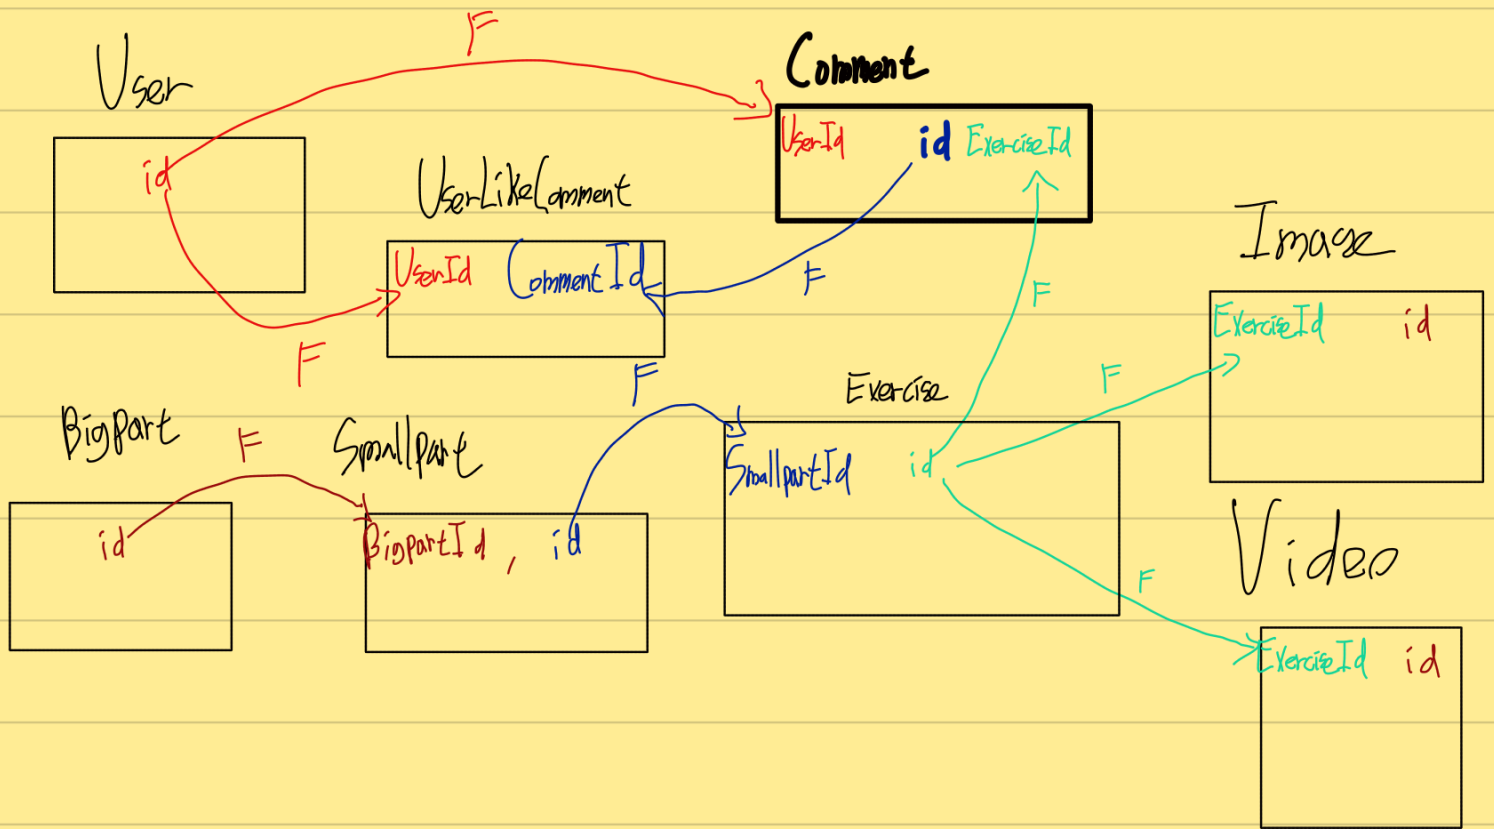 F
User
Comment
id
UserId id ExerciseId
UserLikeComment
UserId CommentId
F
F
F
Image
ExerciseId id
F
F
Exercise
F
BigPart
F
SmallPart
SmallpartId id
id
BigpartId, id
Video
F
ExerciseId id